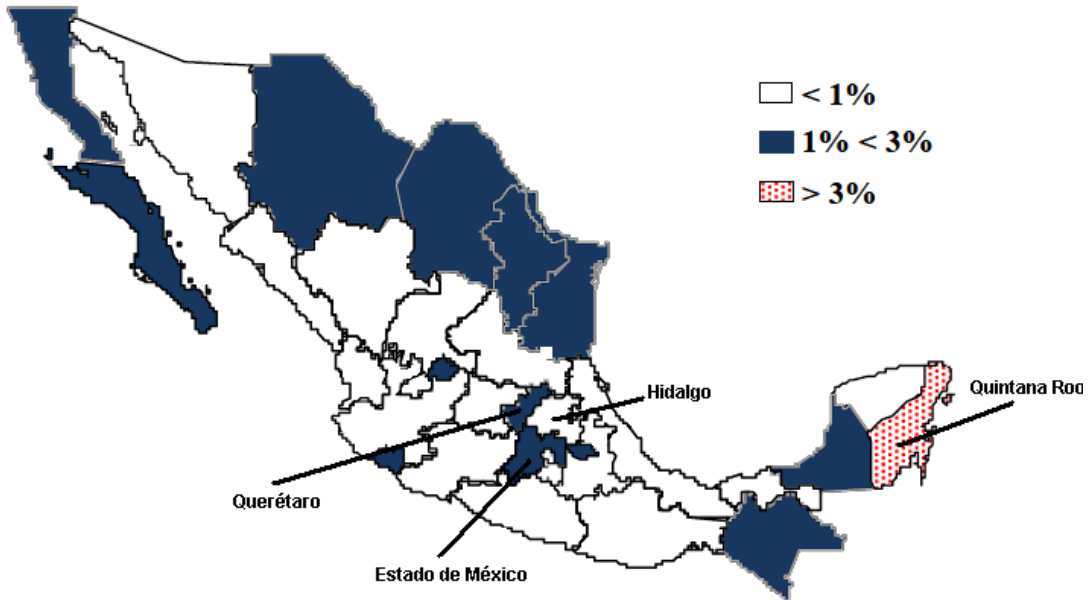 < 1%
1% < 3%
> 3%
Hidalgo
Quintana Roo
Querétaro
Estado de México